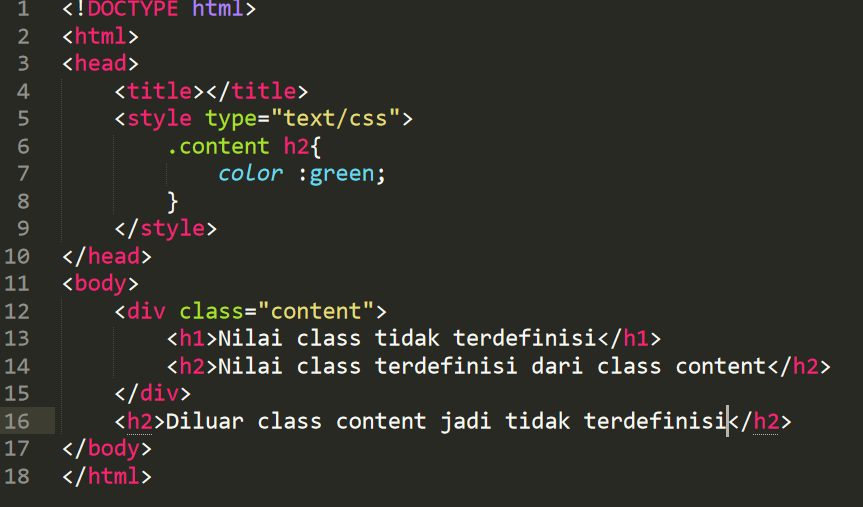 1 <!DOCTYPE html>
2 <html>
3 <head>
4 <title></title>
5 <style type="text/css">
6 .content h2{
7 color :green;
8 }
9 </style>
10 </head>
11 <body>
12 <div class="content">
13 <h1>Nilai class tidak terdefinisi</h1>
14 <h2>Nilai class terdefinisi dari class content</h2>
15 </div>
16 <h2>Diluar class content jadi tidak terdefinisi</h2>
17 </body>
18 </html>